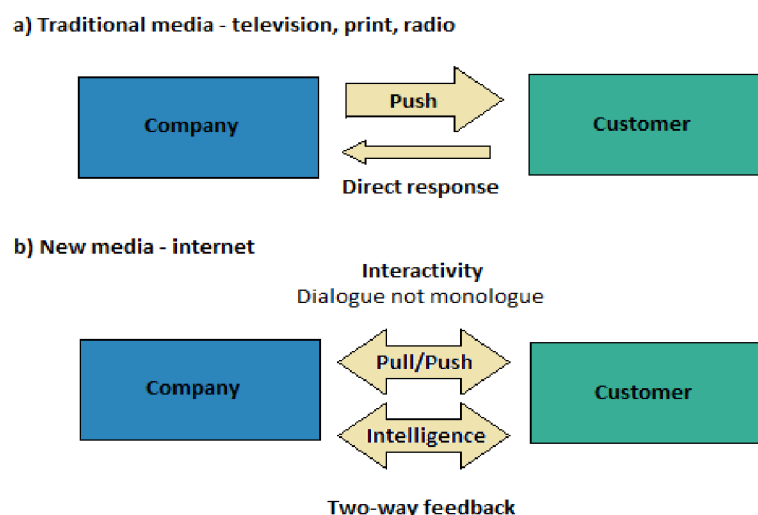 a) Traditional media - television, print, radio
Company
Push
Customer
Direct response
b) New media - internet
Interactivity
Dialogue not monologue
Company
Pull/Push
Customer
Intelligence
Two-way feedback